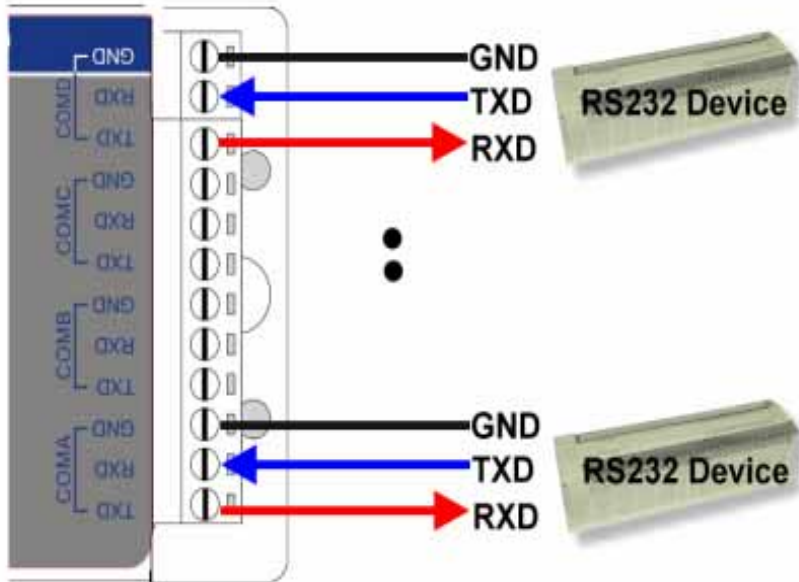 COMD
GND
RXD
TXD
COMC
GND
RXD
TXD
COMB
GND
RXD
TXD
COMA
GND
RXD
TXD
GND
TXD
RXD
RS232 Device
GND
TXD
RXD
RS232 Device